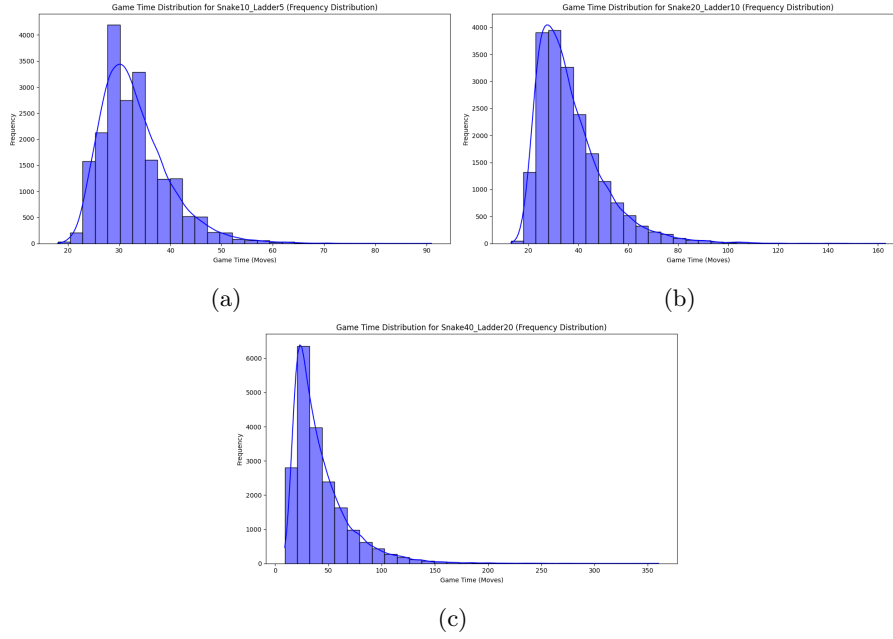 Game Time Distribution for Snake10_Ladder5 (Frequency Distribution)
4000
3500
3000
2500
2000
1500
1000
500
0
Frequency
20 30 40 50 60 70 80 90
Game Time (Moves)
(a)
Game Time Distribution for Snake20_Ladder10 (Frequency Distribution)
4000
3500
3000
2500
2000
1500
1000
500
0
Frequency
20 40 60 80 100 120 140 160
Game Time (Moves)
(b)
Game Time Distribution for Snake40_Ladder20 (Frequency Distribution)
6000
5000
4000
3000
2000
1000
0
Frequency
0 50 100 150 200 250 300 350
Game Time (Moves)
(c)